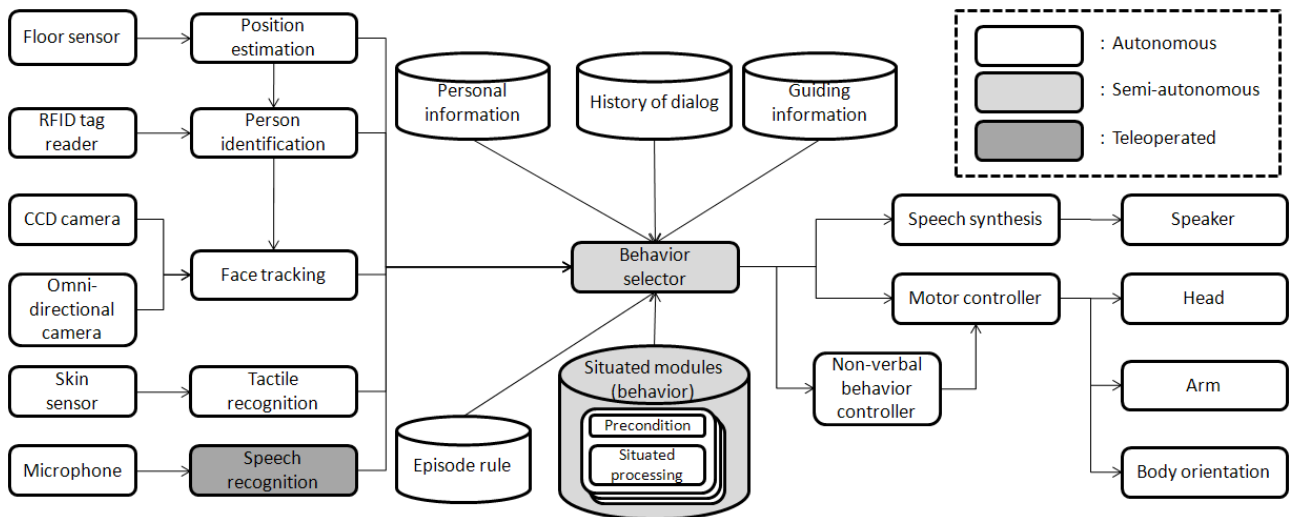 Floor sensor
Position
estimation
RFID tag
reader
Person
identification
CCD camera
Omni-
directional
camera
Face tracking
Skin
sensor
Tactile
recognition
Microphone
Speech
recognition
Personal
information
History of dialog
Guiding
information
Behavior
selector
Episode rule
Situated modules
(behavior)
Precondition
Situated
processing
Speech synthesis
Motor controller
Non-verbal
behavior
controller
Speaker
Head
Arm
Body orientation
: Autonomous
: Semi-autonomous
: Teleoperated